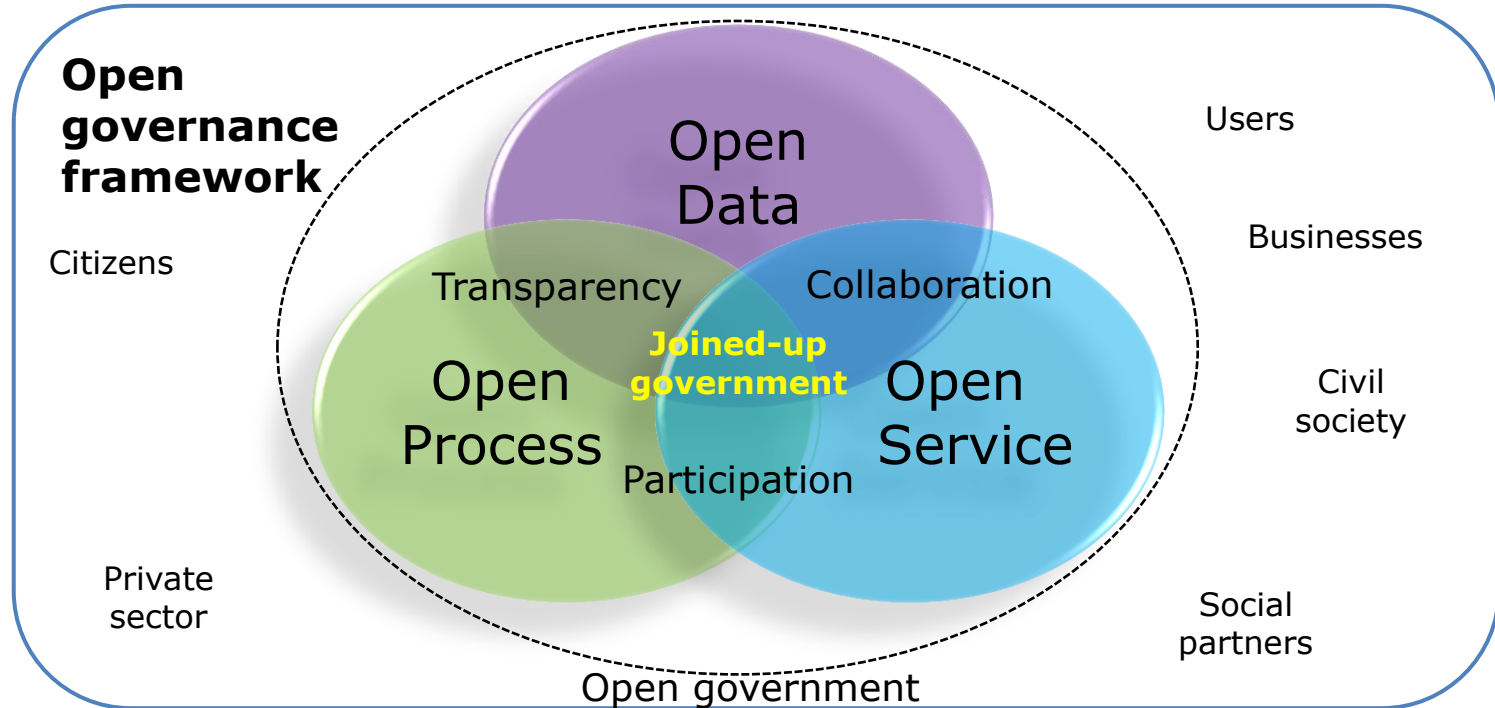 Open
governance
framework
Users
Open
Data
Businesses
Citizens
Transparency
Collaboration
Joined-up
government
Open
Process
Open
Service
Civil
society
Participation
Private
sector
Social
partners
Open government